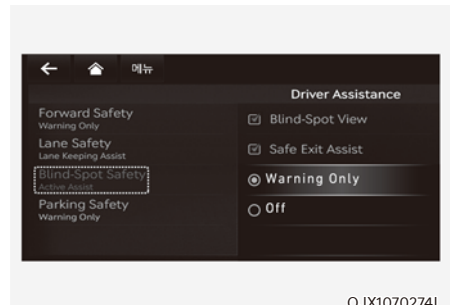 메뉴
Driver Assistance
Forward Safety
Warning Only
Lane Safety
Lane Keeping Assist
Blind-Spot Safety
Active Assist
Parking Safety
Warning Only
Blind-Spot View
Safe Exit Assist
Warning Only
Off
OJX1070274L